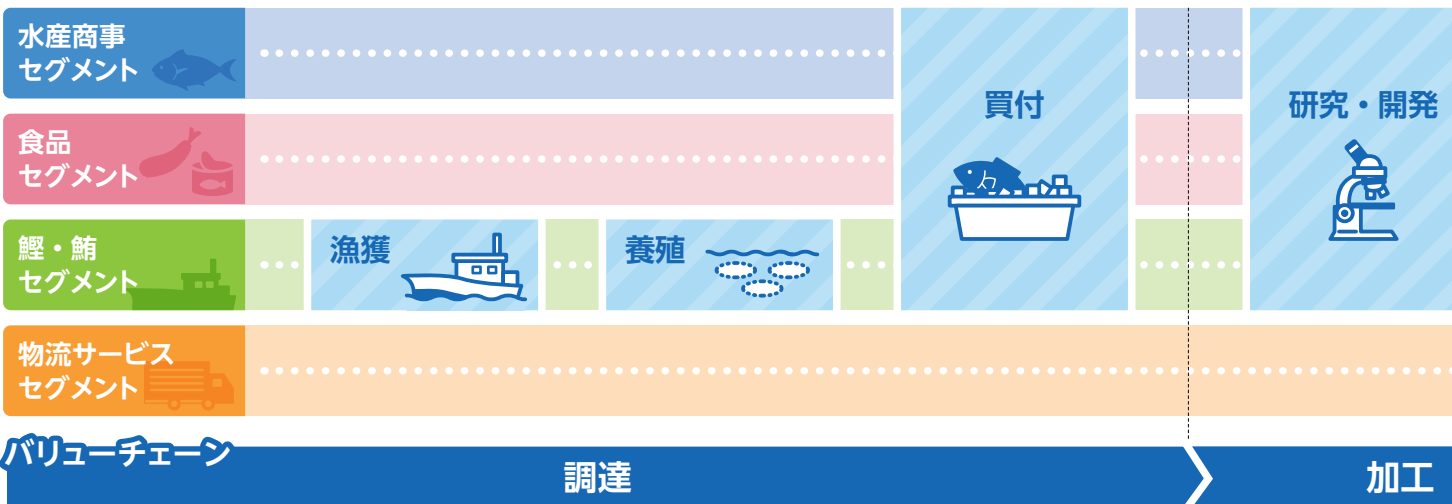 水産商事
セグメント
買付
研究・開発
食品
セグメント
鰹・鮪
セグメント
漁獲
養殖
物流サービス
セグメント
バリューチェーン
調達
加工